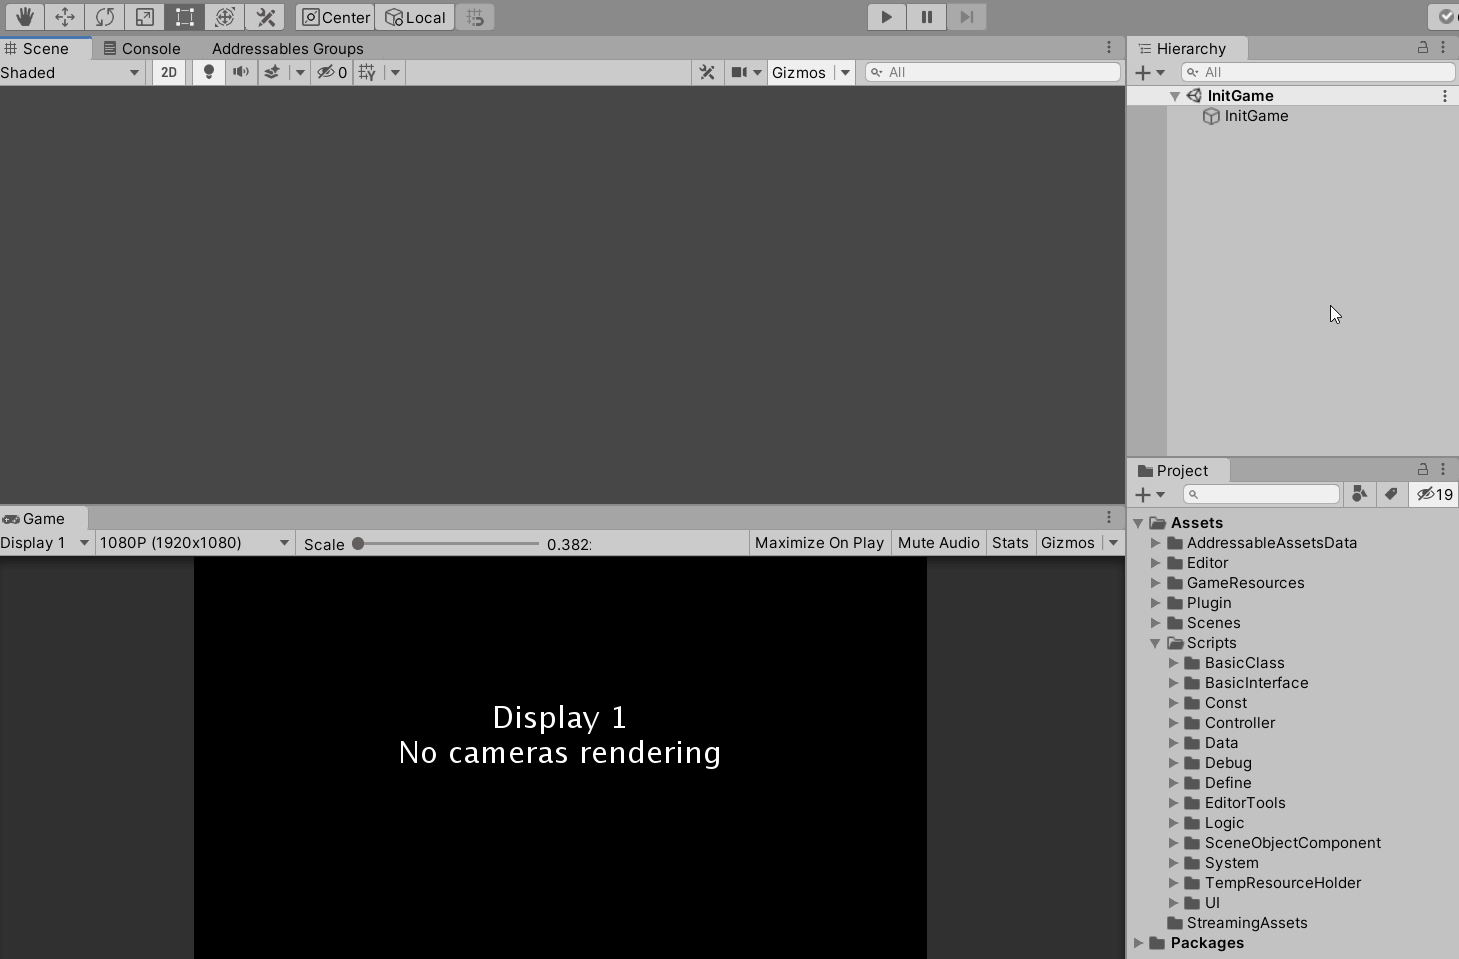 Center Local
Scene Console Addressables Groups
Shaded 2D 0 Gizmos All
Hierarchy
All
InitGame
InitGame
Game
Display 1 1080P (1920x1080) Scale 0.382 Maximize On Play Mute Audio Stats Gizmos
Display 1
No cameras rendering
Project
19
Assets
AddressableAssetsData
Editor
GameResources
Plugin
Scenes
Scripts
BasicClass
BasicInterface
Const
Controller
Data
Debug
Define
EditorTools
Logic
SceneObjectComponent
System
TempResourceHolder
UI
StreamingAssets
Packages